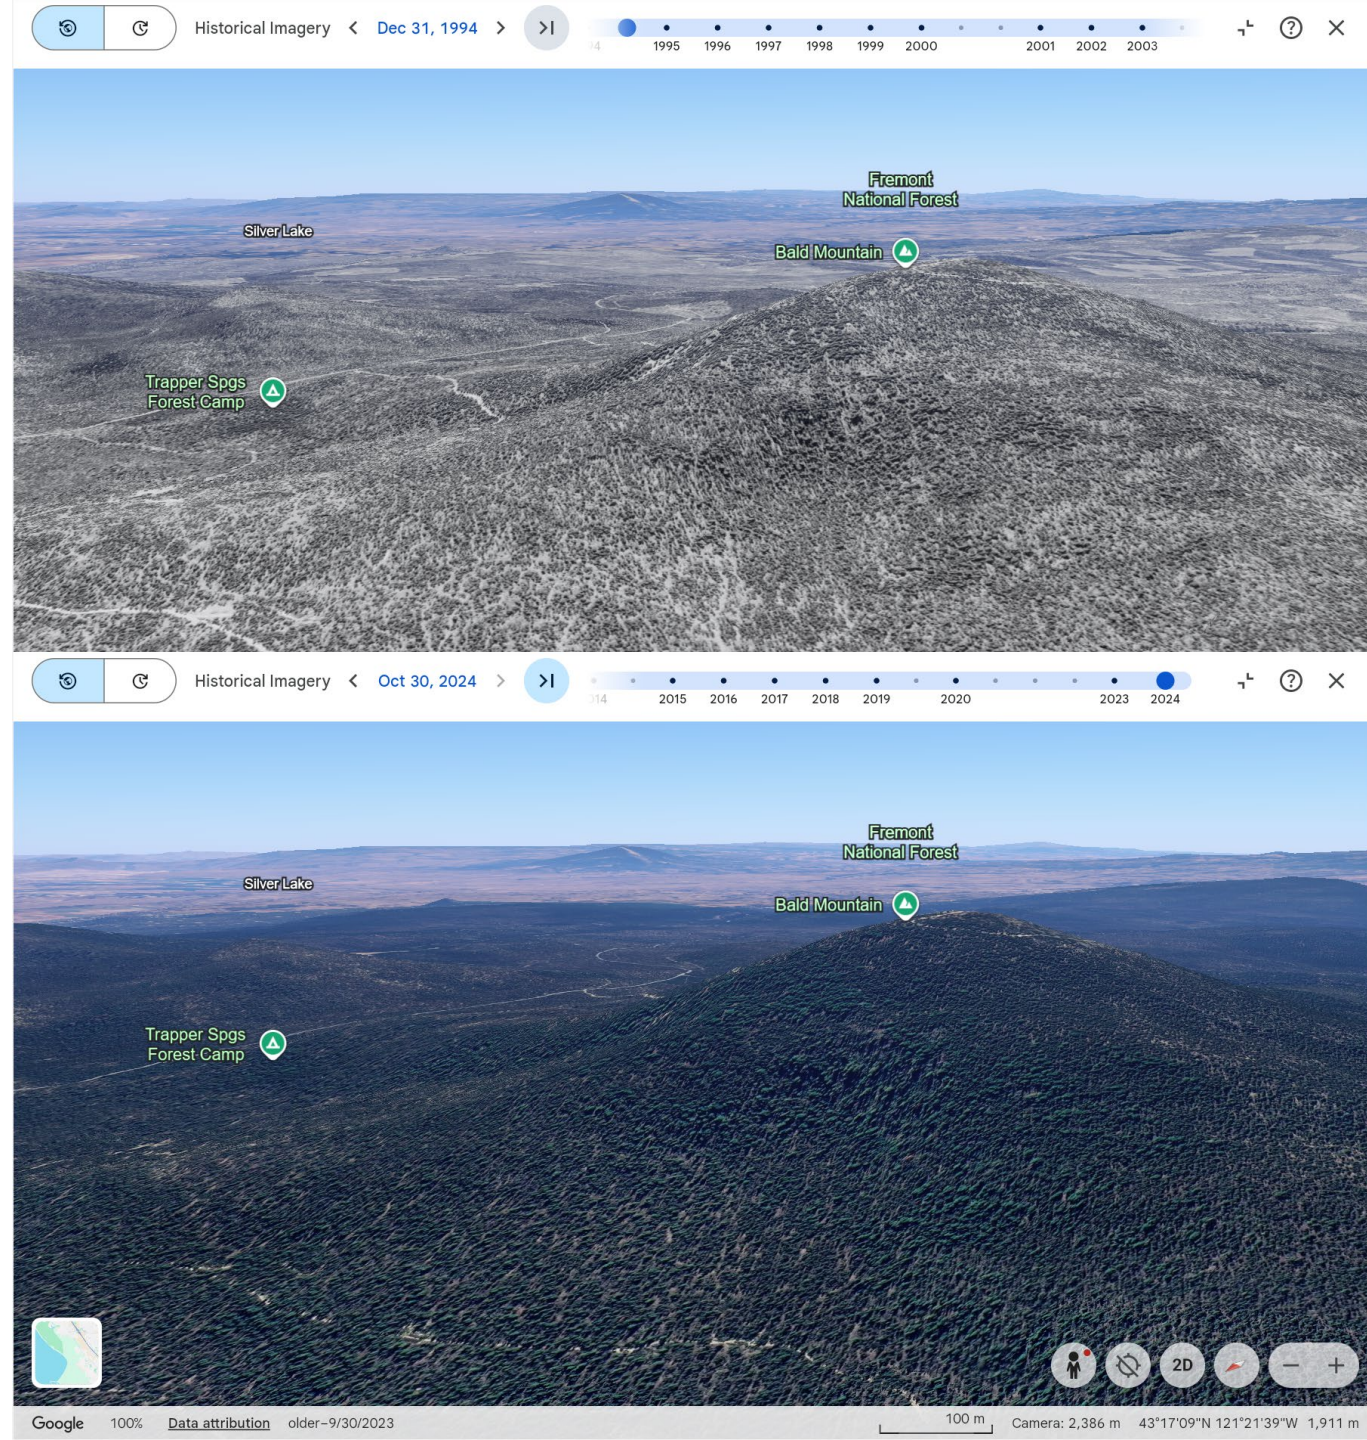 Historical Imagery Dec 31, 1994
1995 1996 1997 1998 1999 2000 2001 2002 2003
Fremont
National Forest
Silver Lake
Bald Mountain
Trapper Spgs
Forest Camp
Historical Imagery Oct 30, 2024
2015 2016 2017 2018 2019 2020 2023 2024
Fremont
National Forest
Silver Lake
Bald Mountain
Trapper Spgs
Forest Camp
2D
Google 100% Data attribution older–9/30/2023 100 m Camera: 2,386 m 43°17'09"N 121°21'39"W 1,911 m